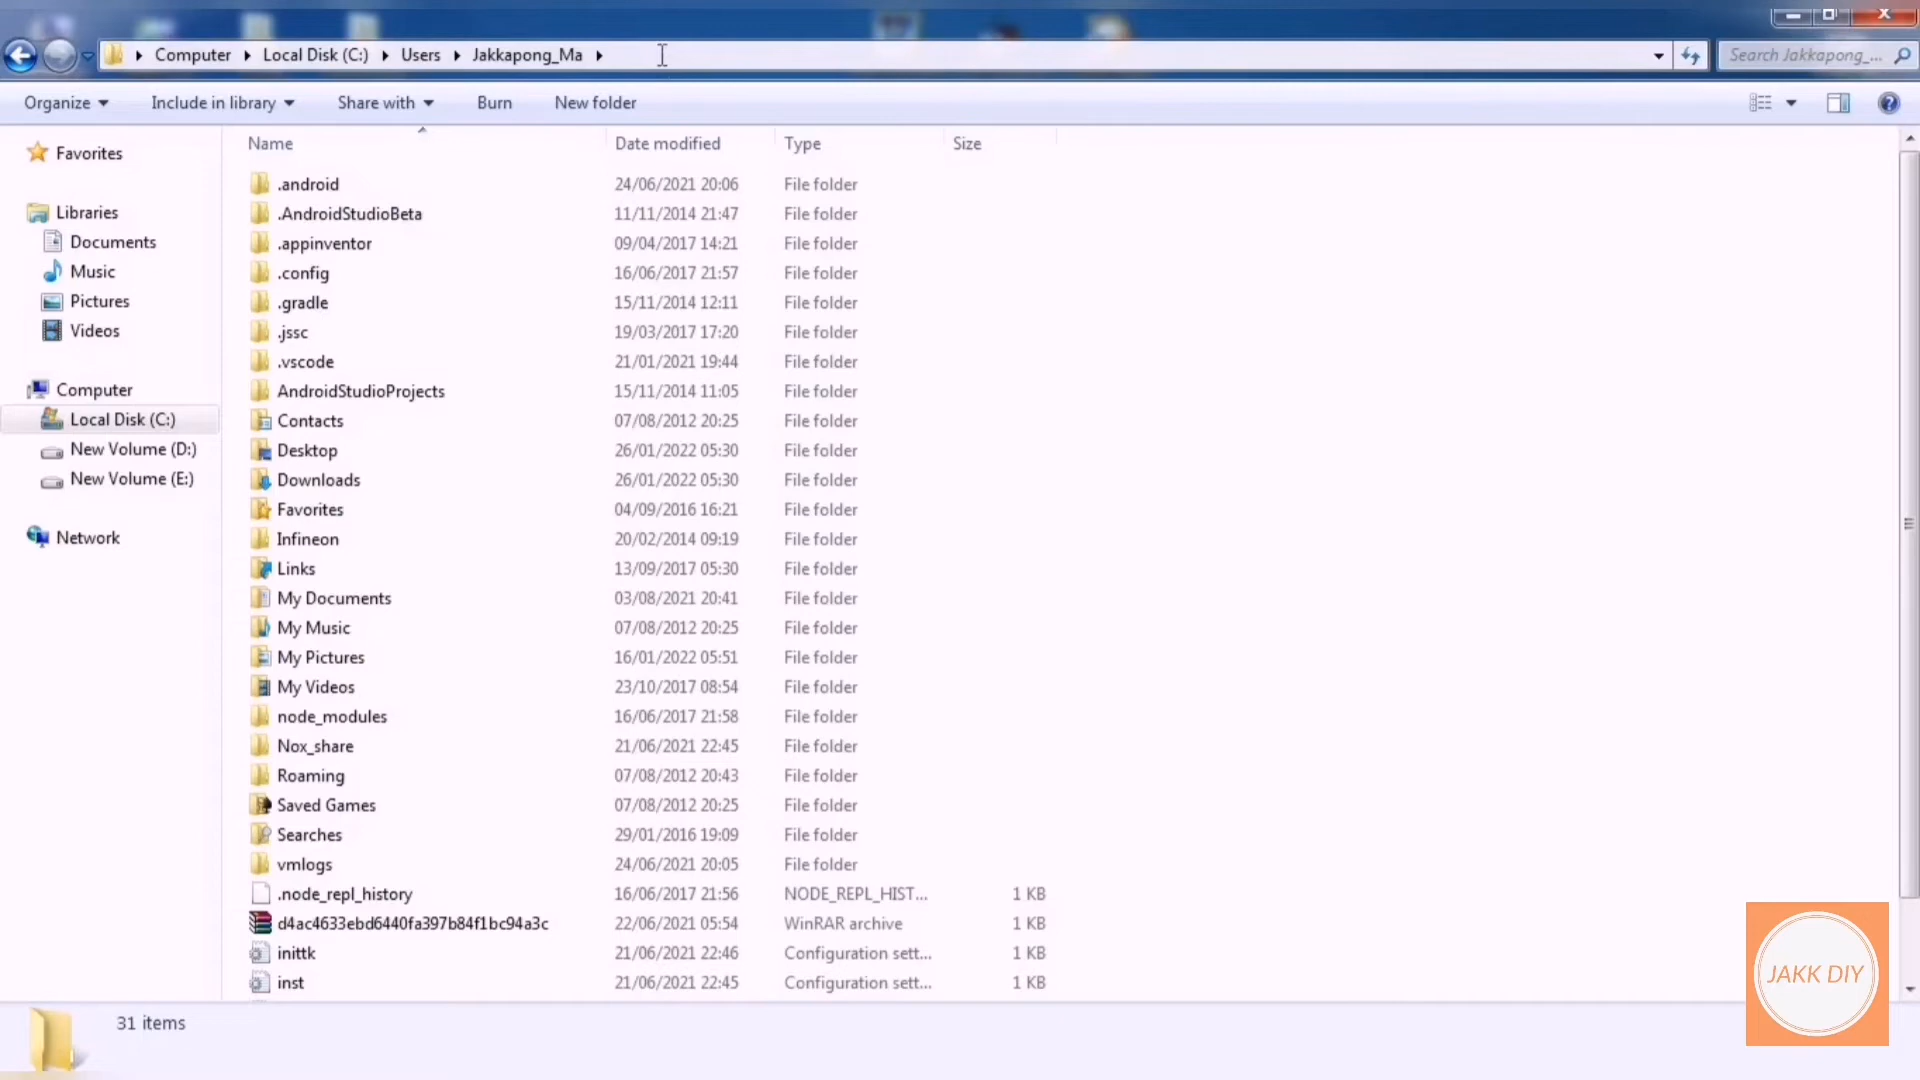 Computer Local Disk (C:) Users Jakkapong_Ma Search Jakkapong_...
Organize Include in library Share with Burn New folder
Name Date modified Type Size
Favorites
Libraries
Documents
Music
Pictures
Videos
Computer
Local Disk (C:)
New Volume (D:)
New Volume (E:)
Network
.android 24/06/2021 20:06 File folder
.AndroidStudioBeta 11/11/2014 21:47 File folder
.appinventor 09/04/2017 14:21 File folder
.config 16/06/2017 21:57 File folder
.gradle 15/11/2014 12:11 File folder
.jssc 19/03/2017 17:20 File folder
.vscode 21/01/2021 19:44 File folder
AndroidStudioProjects 15/11/2014 11:05 File folder
Contacts 07/08/2012 20:25 File folder
Desktop 26/01/2022 05:30 File folder
Downloads 26/01/2022 05:30 File folder
Favorites 04/09/2016 16:21 File folder
Infineon 20/02/2014 09:19 File folder
Links 13/09/2017 05:30 File folder
My Documents 03/08/2021 20:41 File folder
My Music 07/08/2012 20:25 File folder
My Pictures 16/01/2022 05:51 File folder
My Videos 23/10/2017 08:54 File folder
node_modules 16/06/2017 21:58 File folder
Nox_share 21/06/2021 22:45 File folder
Roaming 07/08/2012 20:43 File folder
Saved Games 07/08/2012 20:25 File folder
Searches 29/01/2016 19:09 File folder
vmlogs 24/06/2021 20:05 File folder
.node_repl_history 16/06/2017 21:56 NODE_REPL_HIST... 1 KB
d4ac4633ebd6440fa397b84f1bc94a3c 22/06/2021 05:54 WinRAR archive 1 KB
inittk 21/06/2021 22:46 Configuration sett... 1 KB
inst 21/06/2021 22:45 Configuration sett... 1 KB
31 items
JAKK DIY